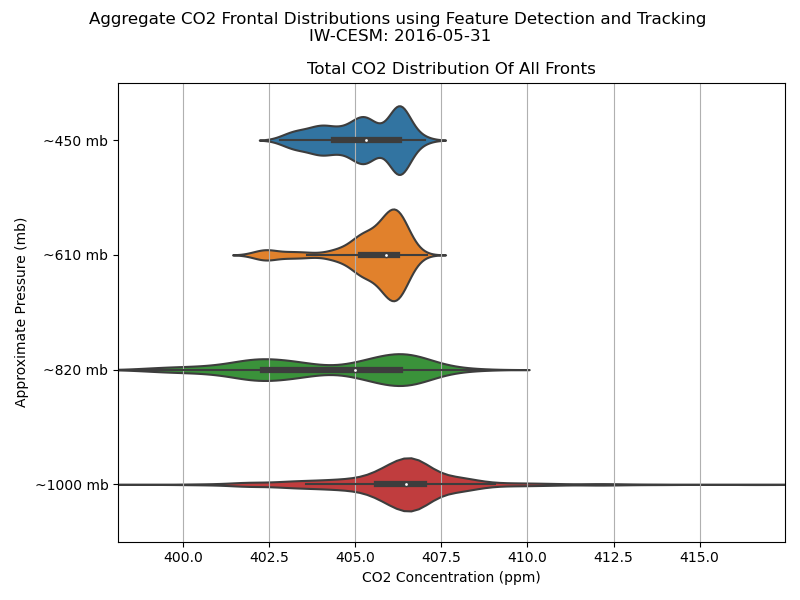 Aggregate CO2 Frontal Distributions using Feature Detection and Tracking
IW-CESM: 2016-05-31
Total CO2 Distribution Of All Fronts
~450 mb
~610 mb
~820 mb
~1000 mb
Approximate Pressure (mb)
400.0 402.5 405.0 407.5 410.0 412.5 415.0
CO2 Concentration (ppm)